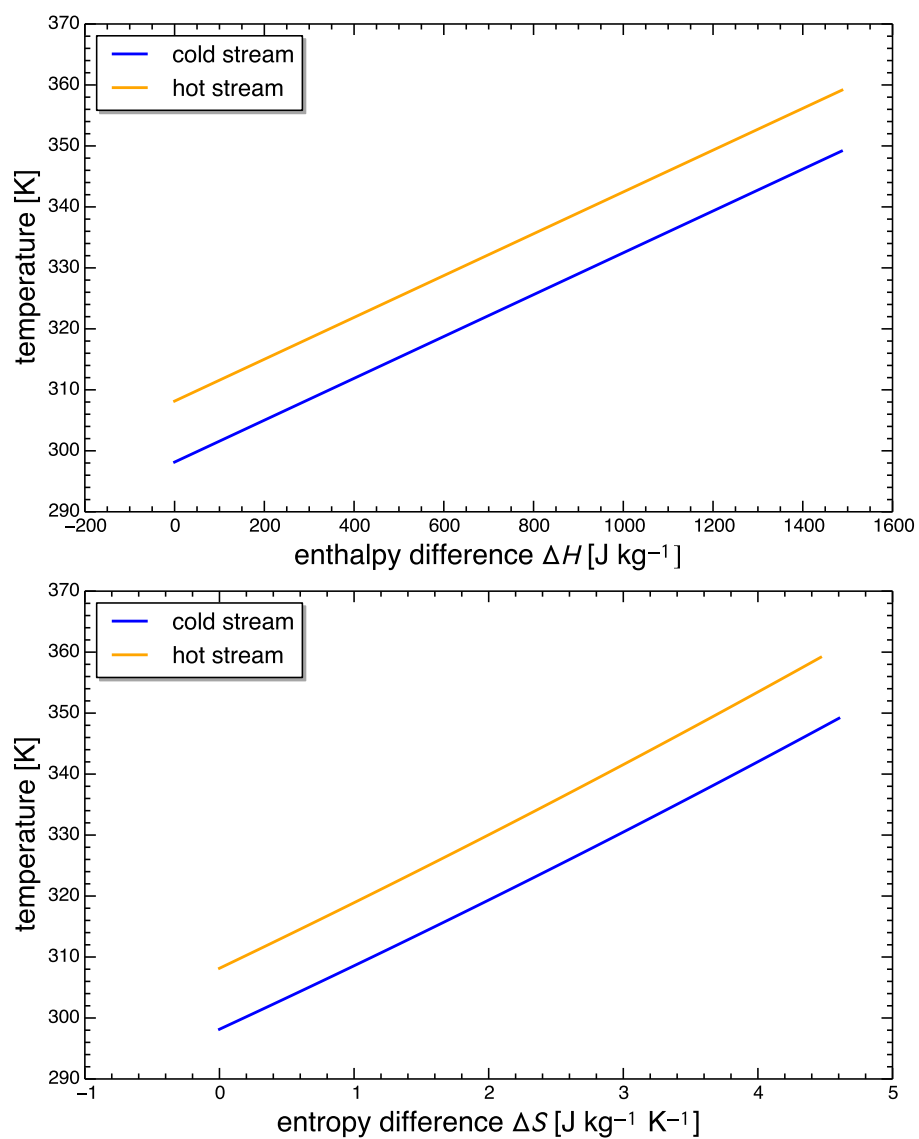 370
360
350
340
330
320
310
300
290
temperature [K]
cold stream
hot stream
−200 0 200 400 600 800 1000 1200 1400 1600
enthalpy difference ΔH [J kg⁻¹]
370
360
350
340
330
320
310
300
290
temperature [K]
cold stream
hot stream
−1 0 1 2 3 4 5
entropy difference ΔS [J kg⁻¹ K⁻¹]